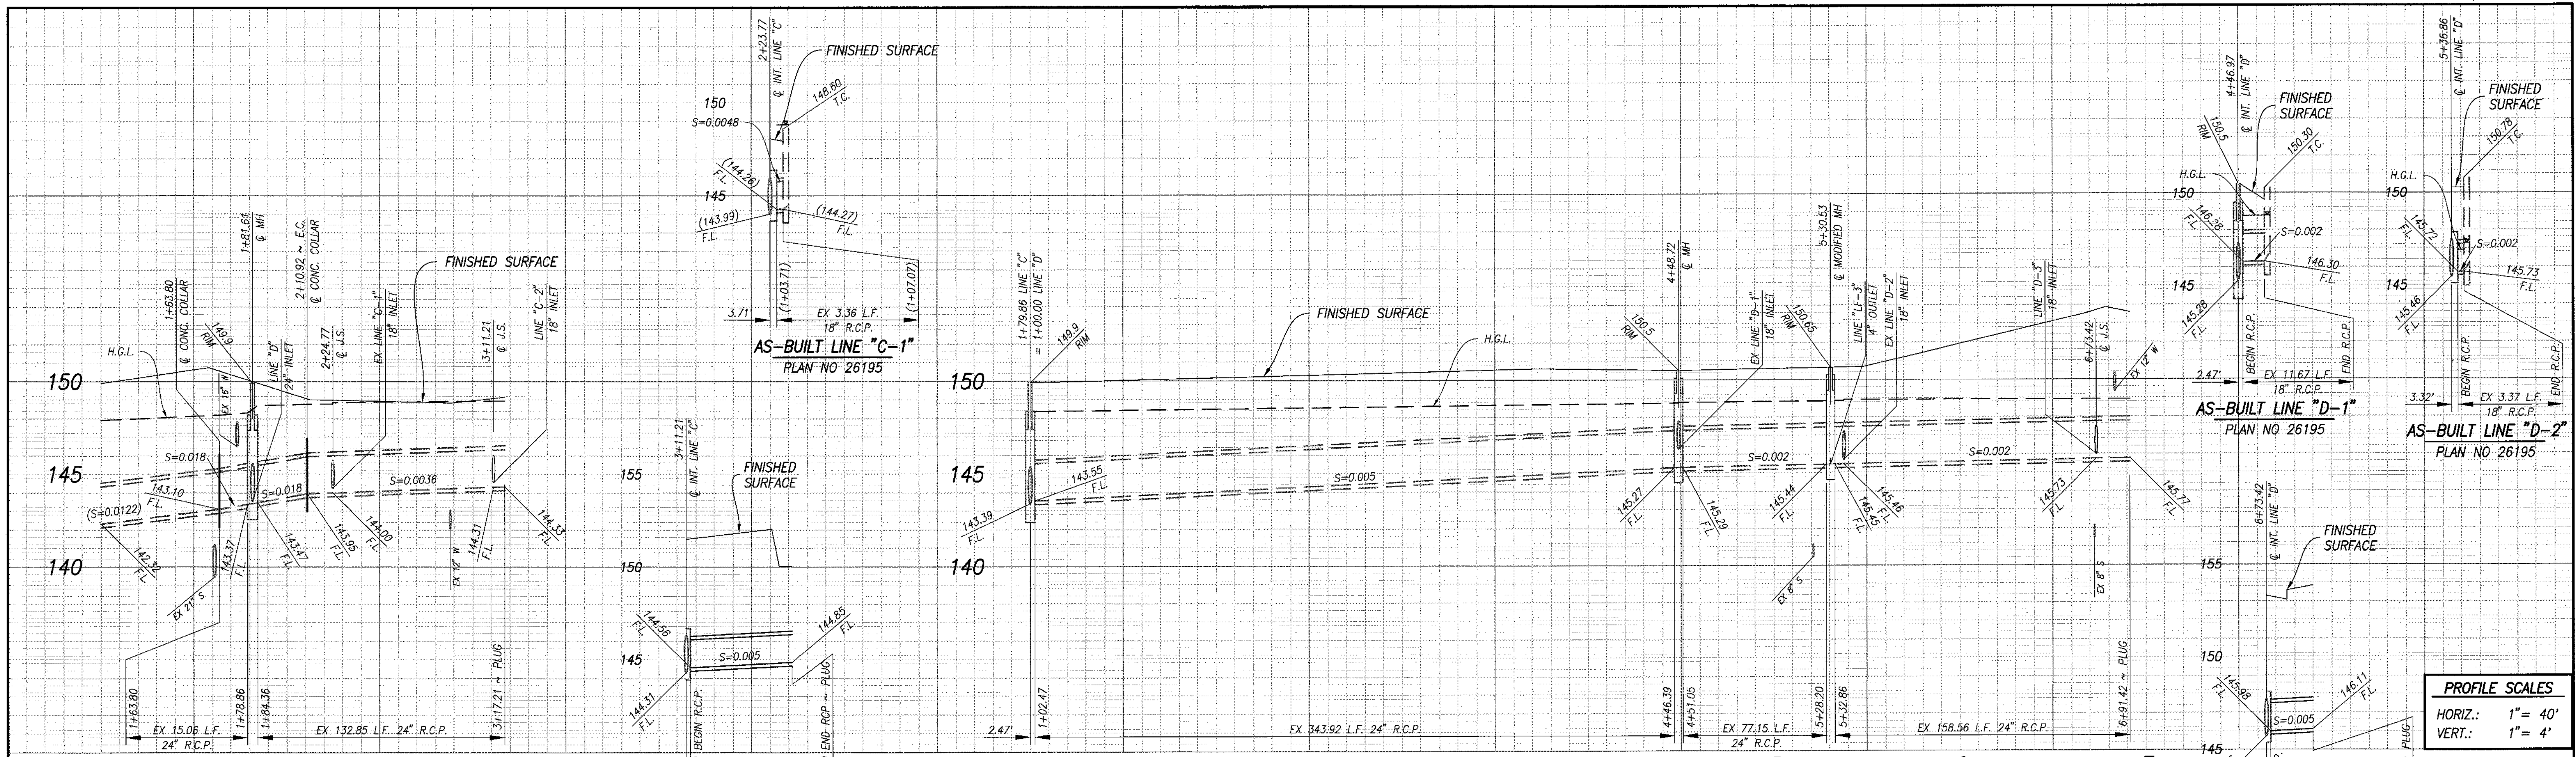 2+23.77
℄ INT. LINE "C"
FINISHED SURFACE
148.60
T.C.
150
S=0.0048
(144.26)
F.L.
145
(143.99)
F.L.
(144.27)
F.L.
(1+03.71)
(1+07.07)
3.71'
EX 3.36 L.F.
18" R.C.P.
AS-BUILT LINE "C-1"
PLAN NO 26195
1+63.80
℄ CONC. COLLAR
149.9
RIM
1+81.61
℄ MH
LINE "D"
24" INLET
2+10.92 ~ E.C.
℄ CONC. COLLAR
2+24.77
℄ J.S.
EX LINE "C-1"
18" INLET
FINISHED SURFACE
3+11.21
℄ J.S.
LINE "C-2"
18" INLET
H.G.L.
EX 16" W
150
145
140
S=0.018
143.10
F.L.
(S=0.0122)
S=0.018
S=0.0036
142.32
F.L.
EX 21" S
143.37
F.L.
143.47
F.L.
143.95
F.L.
144.00
F.L.
EX 12" W
144.31
F.L.
144.33
F.L.
1+63.80
1+78.86
1+84.36
3+17.21 ~ PLUG
EX 15.06 L.F.
24" R.C.P.
EX 132.85 L.F. 24" R.C.P.
3+11.21
℄ INT. LINE "C"
FINISHED
SURFACE
155
150
145
144.56
F.L.
144.85
F.L.
S=0.005
144.31
F.L.
BEGIN R.C.P.
END RCP ~ PLUG
1+79.86 LINE "C"
= 1+00.00 LINE "D"
149.9
RIM
FINISHED SURFACE
H.G.L.
150
145
140
143.55
F.L.
143.39
F.L.
S=0.005
2.47'
1+02.47
EX 343.92 L.F. 24" R.C.P.
4+48.72
℄ MH
150.5
RIM
EX LINE "D-1"
18" INLET
150.65
RIM
5+30.53
℄ MODIFIED MH
LINE "LF-3"
4" OUTLET
EX LINE "D-2"
18" INLET
LINE "D-3"
18" INLET
6+73.42
℄ J.S.
EX 12" W
S=0.002
S=0.002
145.27
F.L.
145.29
F.L.
145.44
F.L.
145.45
F.L.
145.46
F.L.
145.73
F.L.
145.77
F.L.
EX 8" S
EX 8" S
4+46.39
4+51.05
5+28.20
5+32.86
6+91.42 ~ PLUG
EX 77.15 L.F.
24" R.C.P.
EX 158.56 L.F. 24" R.C.P.
4+46.97
℄ INT. LINE "D"
FINISHED
SURFACE
150.5
RIM
150.30
T.C.
H.G.L.
150
145
146.28
F.L.
S=0.002
146.30
F.L.
145.28
F.L.
BEGIN R.C.P.
END R.C.P.
2.47'
EX 11.67 L.F.
18" R.C.P.
AS-BUILT LINE "D-1"
PLAN NO 26195
5+36.86
℄ INT. LINE "D"
FINISHED
SURFACE
150.78
T.C.
H.G.L.
150
145
145.72
F.L.
S=0.002
145.73
F.L.
145.46
F.L.
BEGIN R.C.P.
END R.C.P.
3.32'
EX 3.37 L.F.
18" R.C.P.
AS-BUILT LINE "D-2"
PLAN NO 26195
6+73.42
℄ INT. LINE "D"
FINISHED
SURFACE
155
150
145
145.98
F.L.
146.11
F.L.
S=0.005
PLUG
PROFILE SCALES
HORIZ.: 1"= 40'
VERT.: 1"= 4'